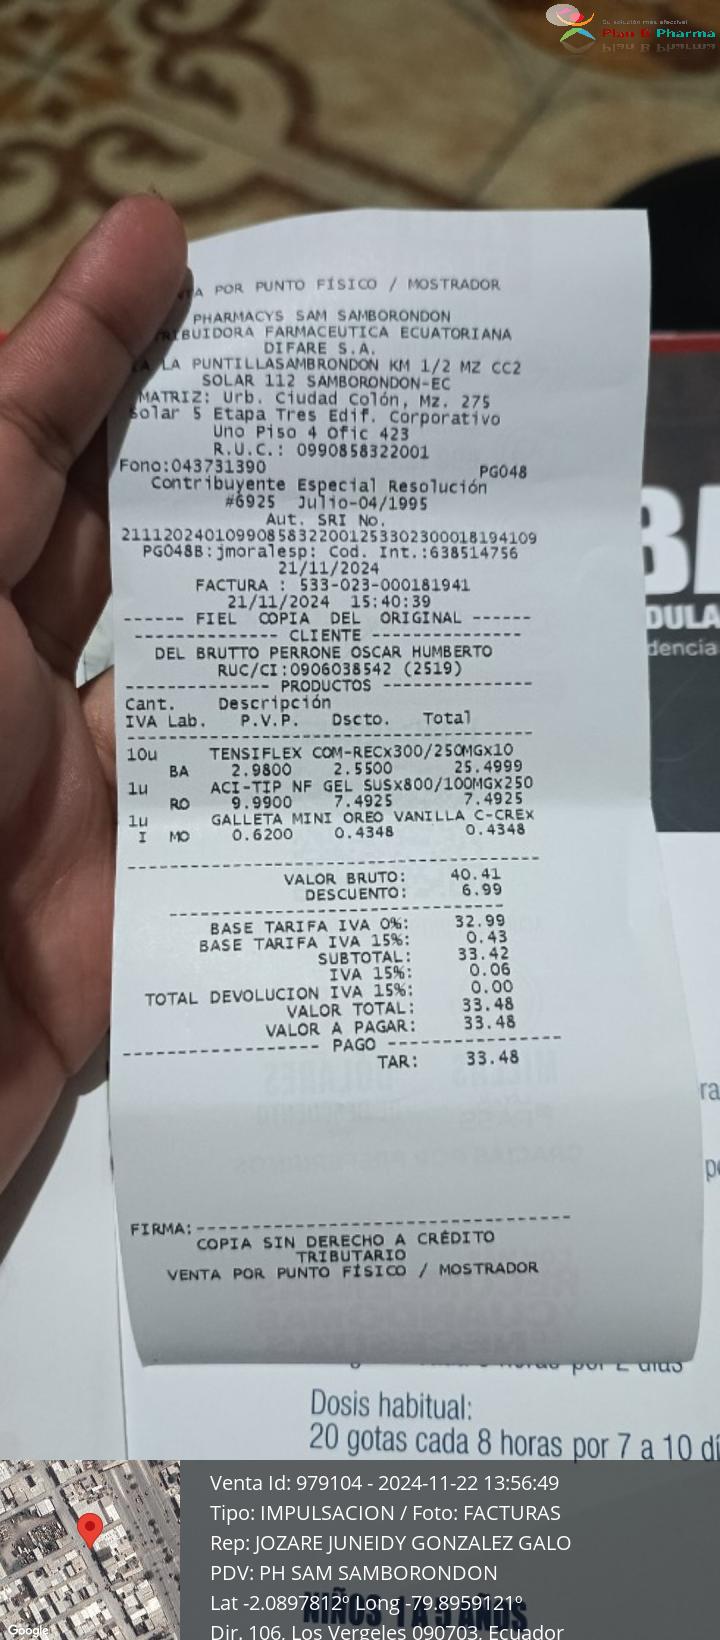 Su solución más efectiva!
Plan & Pharma
POR PUNTO FÍSICO / MOSTRADOR
PHARMACYS SAM SAMBORONDON
FARMACEUTICA ECUATORIANA
DIFARE S.A.
LA PUNTILLASAMBRONDON KM 1/2 MZ CC2
SOLAR 112 SAMBORONDON-EC
MATRIZ: Urb. Ciudad Colón, Mz. 275
Solar 5 Etapa Tres Edif. Corporativo
Uno Piso 4 Ofic 423
R.U.C.: 0990858322001
Fono:043731390 PG048
Contribuyente Especial Resolución
#6925 Julio-04/1995
Aut. SRI No.
2111202401099085832200125330230001819​4109
PG048B:jmoralesp: Cod. Int.:638514756
21/11/2024
FACTURA : 533-023-000181941
21/11/2024 15:40:39
------ FIEL COPIA DEL ORIGINAL ------
--------------- CLIENTE ---------------
DEL BRUTTO PERRONE OSCAR HUMBERTO
RUC/CI:0906038542 (2519)
--------------- PRODUCTOS ---------------
Cant. Descripción
IVA Lab. P.V.P. Dscto. Total
10u TENSIFLEX COM-RECx300/250MGx10
BA 2.9800 2.5500 25.4999
1u ACI-TIP NF GEL SUSx800/100MGx250
RO 9.9900 7.4925 7.4925
1u GALLETA MINI OREO VANILLA C-CREx
I MO 0.6200 0.4348 0.4348
VALOR BRUTO: 40.41
DESCUENTO: 6.99
BASE TARIFA IVA 0%: 32.99
BASE TARIFA IVA 15%: 0.43
SUBTOTAL: 33.42
IVA 15%: 0.06
TOTAL DEVOLUCION IVA 15%: 0.00
VALOR TOTAL: 33.48
VALOR A PAGAR: 33.48
------------------- PAGO -------------------
TAR: 33.48
FIRMA:-----------------------------------
COPIA SIN DERECHO A CRÉDITO
TRIBUTARIO
VENTA POR PUNTO FÍSICO / MOSTRADOR
Dosis habitual:
20 gotas cada 8 horas por 7 a 10
NIÑOS 1 A 5 AÑOS
Venta Id: 979104 - 2024-11-22 13:56:49
Tipo: IMPULSACION / Foto: FACTURAS
Rep: JOZARE JUNEIDY GONZALEZ GALO
PDV: PH SAM SAMBORONDON
Lat -2.0897812º Long -79.8959121º
Dir. 106, Los Vergeles 090703, Ecuador
Google